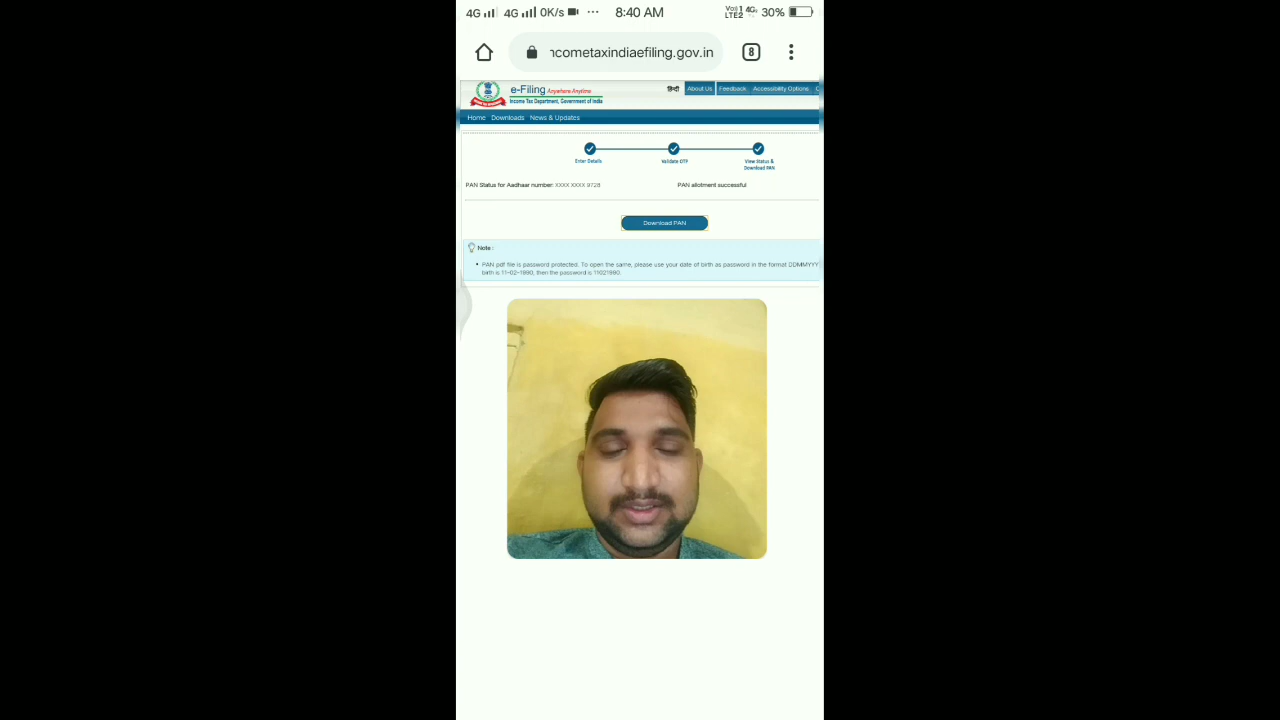 4G 4G 0K/s ... 8:40 AM Vo) 1 LTE2 4G 30%
ncometaxindiaefiling.gov.in 8
e-Filing Anywhere Anytime
Income Tax Department, Government of India
हिन्दी About Us Feedback Accessibility Options
Home Downloads News & Updates
Enter Details Validate OTP View Status & Download PAN
PAN Status for Aadhaar number: XXXX XXXX 9728 PAN allotment successful
Download PAN
Note :
• PAN pdf file is password protected. To open the same, please use your date of birth as password in the format DDMMYYY
birth is 11-02-1990, then the password is 11021990.